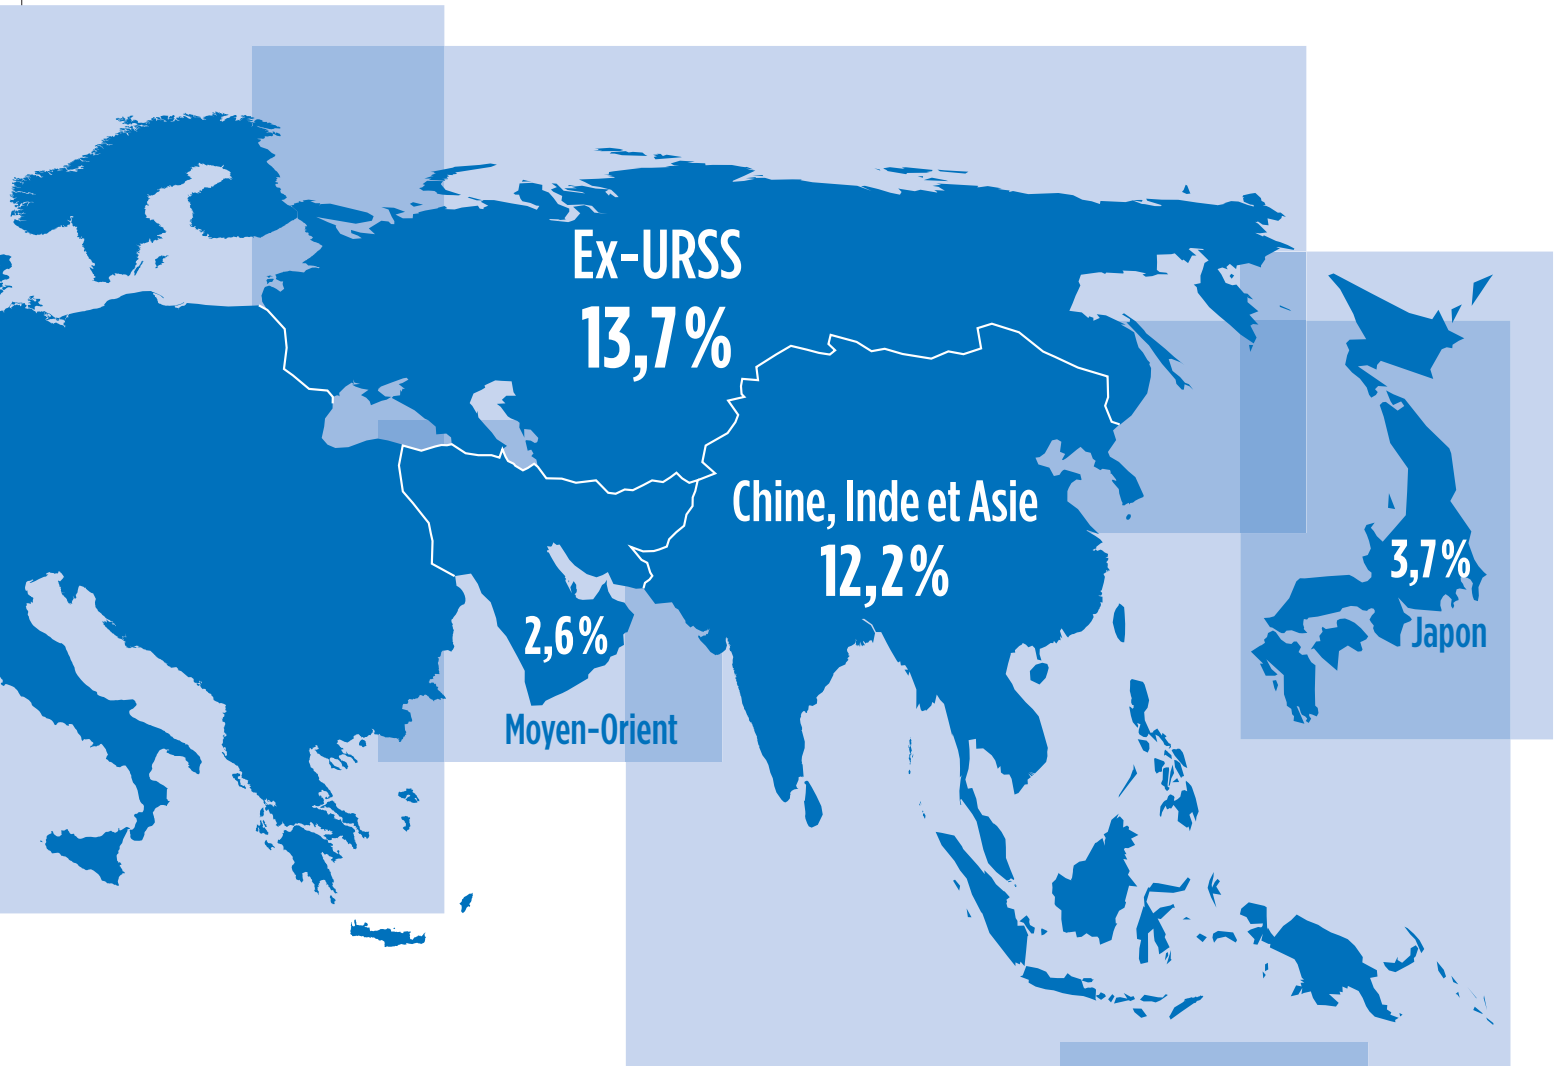 Ex-URSS
13,7%
Chine, Inde et Asie
12,2%
3,7%
Japon
2,6%
Moyen-Orient